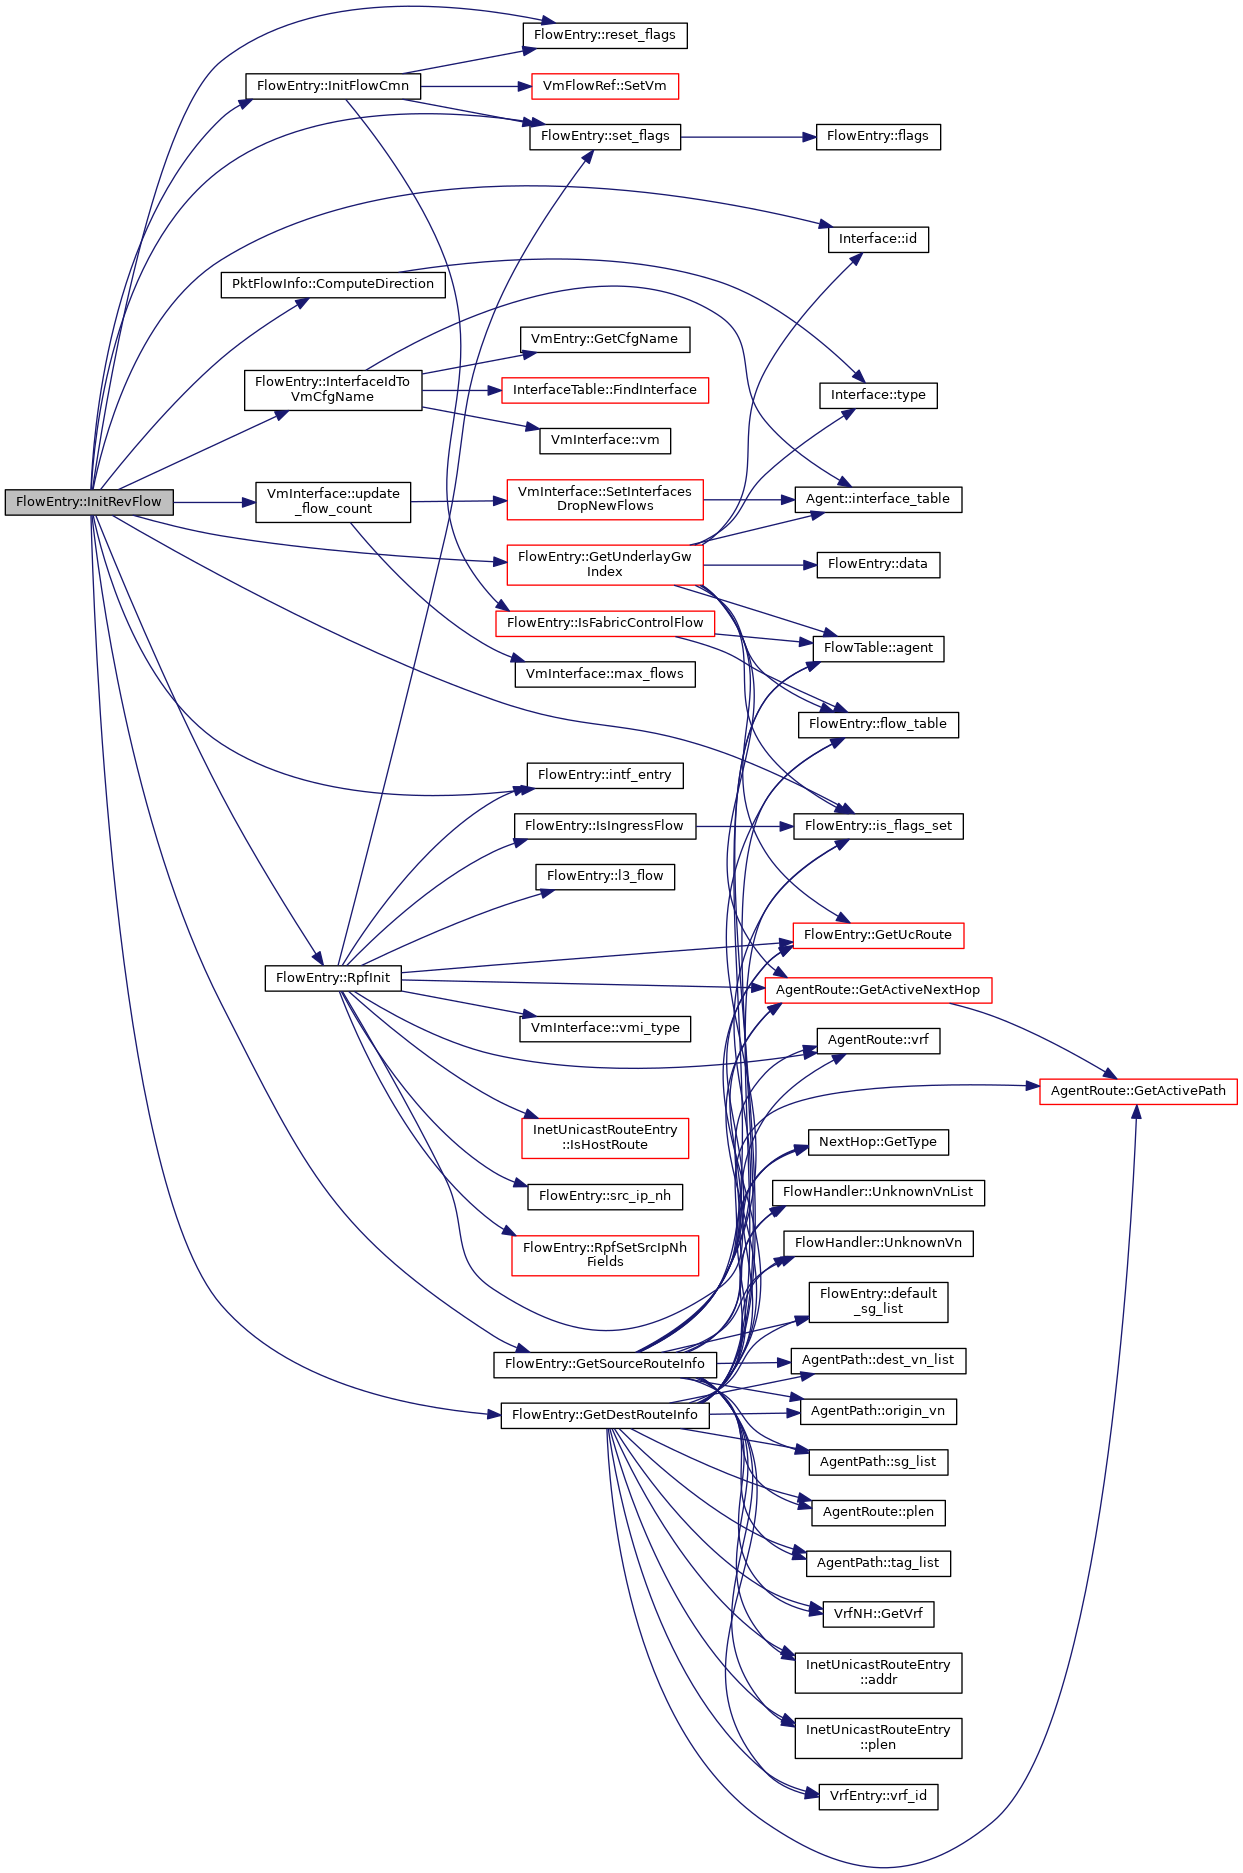 FlowEntry::InitRevFlow
FlowEntry::InitFlowCmn
PktFlowInfo::ComputeDirection
FlowEntry::InterfaceIdTo
VmCfgName
VmInterface::update
_flow_count
FlowEntry::RpfInit
FlowEntry::reset_flags
VmFlowRef::SetVm
FlowEntry::set_flags
VmEntry::GetCfgName
InterfaceTable::FindInterface
VmInterface::vm
VmInterface::SetInterfaces
DropNewFlows
FlowEntry::GetUnderlayGw
Index
FlowEntry::IsFabricControlFlow
VmInterface::max_flows
FlowEntry::intf_entry
FlowEntry::IsIngressFlow
FlowEntry::l3_flow
VmInterface::vmi_type
InetUnicastRouteEntry
::IsHostRoute
FlowEntry::src_ip_nh
FlowEntry::RpfSetSrcIpNh
Fields
FlowEntry::GetSourceRouteInfo
FlowEntry::GetDestRouteInfo
FlowEntry::flags
Interface::id
Interface::type
Agent::interface_table
FlowEntry::data
FlowTable::agent
FlowEntry::flow_table
FlowEntry::is_flags_set
FlowEntry::GetUcRoute
AgentRoute::GetActiveNextHop
AgentRoute::vrf
AgentRoute::GetActivePath
NextHop::GetType
FlowHandler::UnknownVnList
FlowHandler::UnknownVn
FlowEntry::default
_sg_list
AgentPath::dest_vn_list
AgentPath::origin_vn
AgentPath::sg_list
AgentRoute::plen
AgentPath::tag_list
VrfNH::GetVrf
InetUnicastRouteEntry
::addr
InetUnicastRouteEntry
::plen
VrfEntry::vrf_id